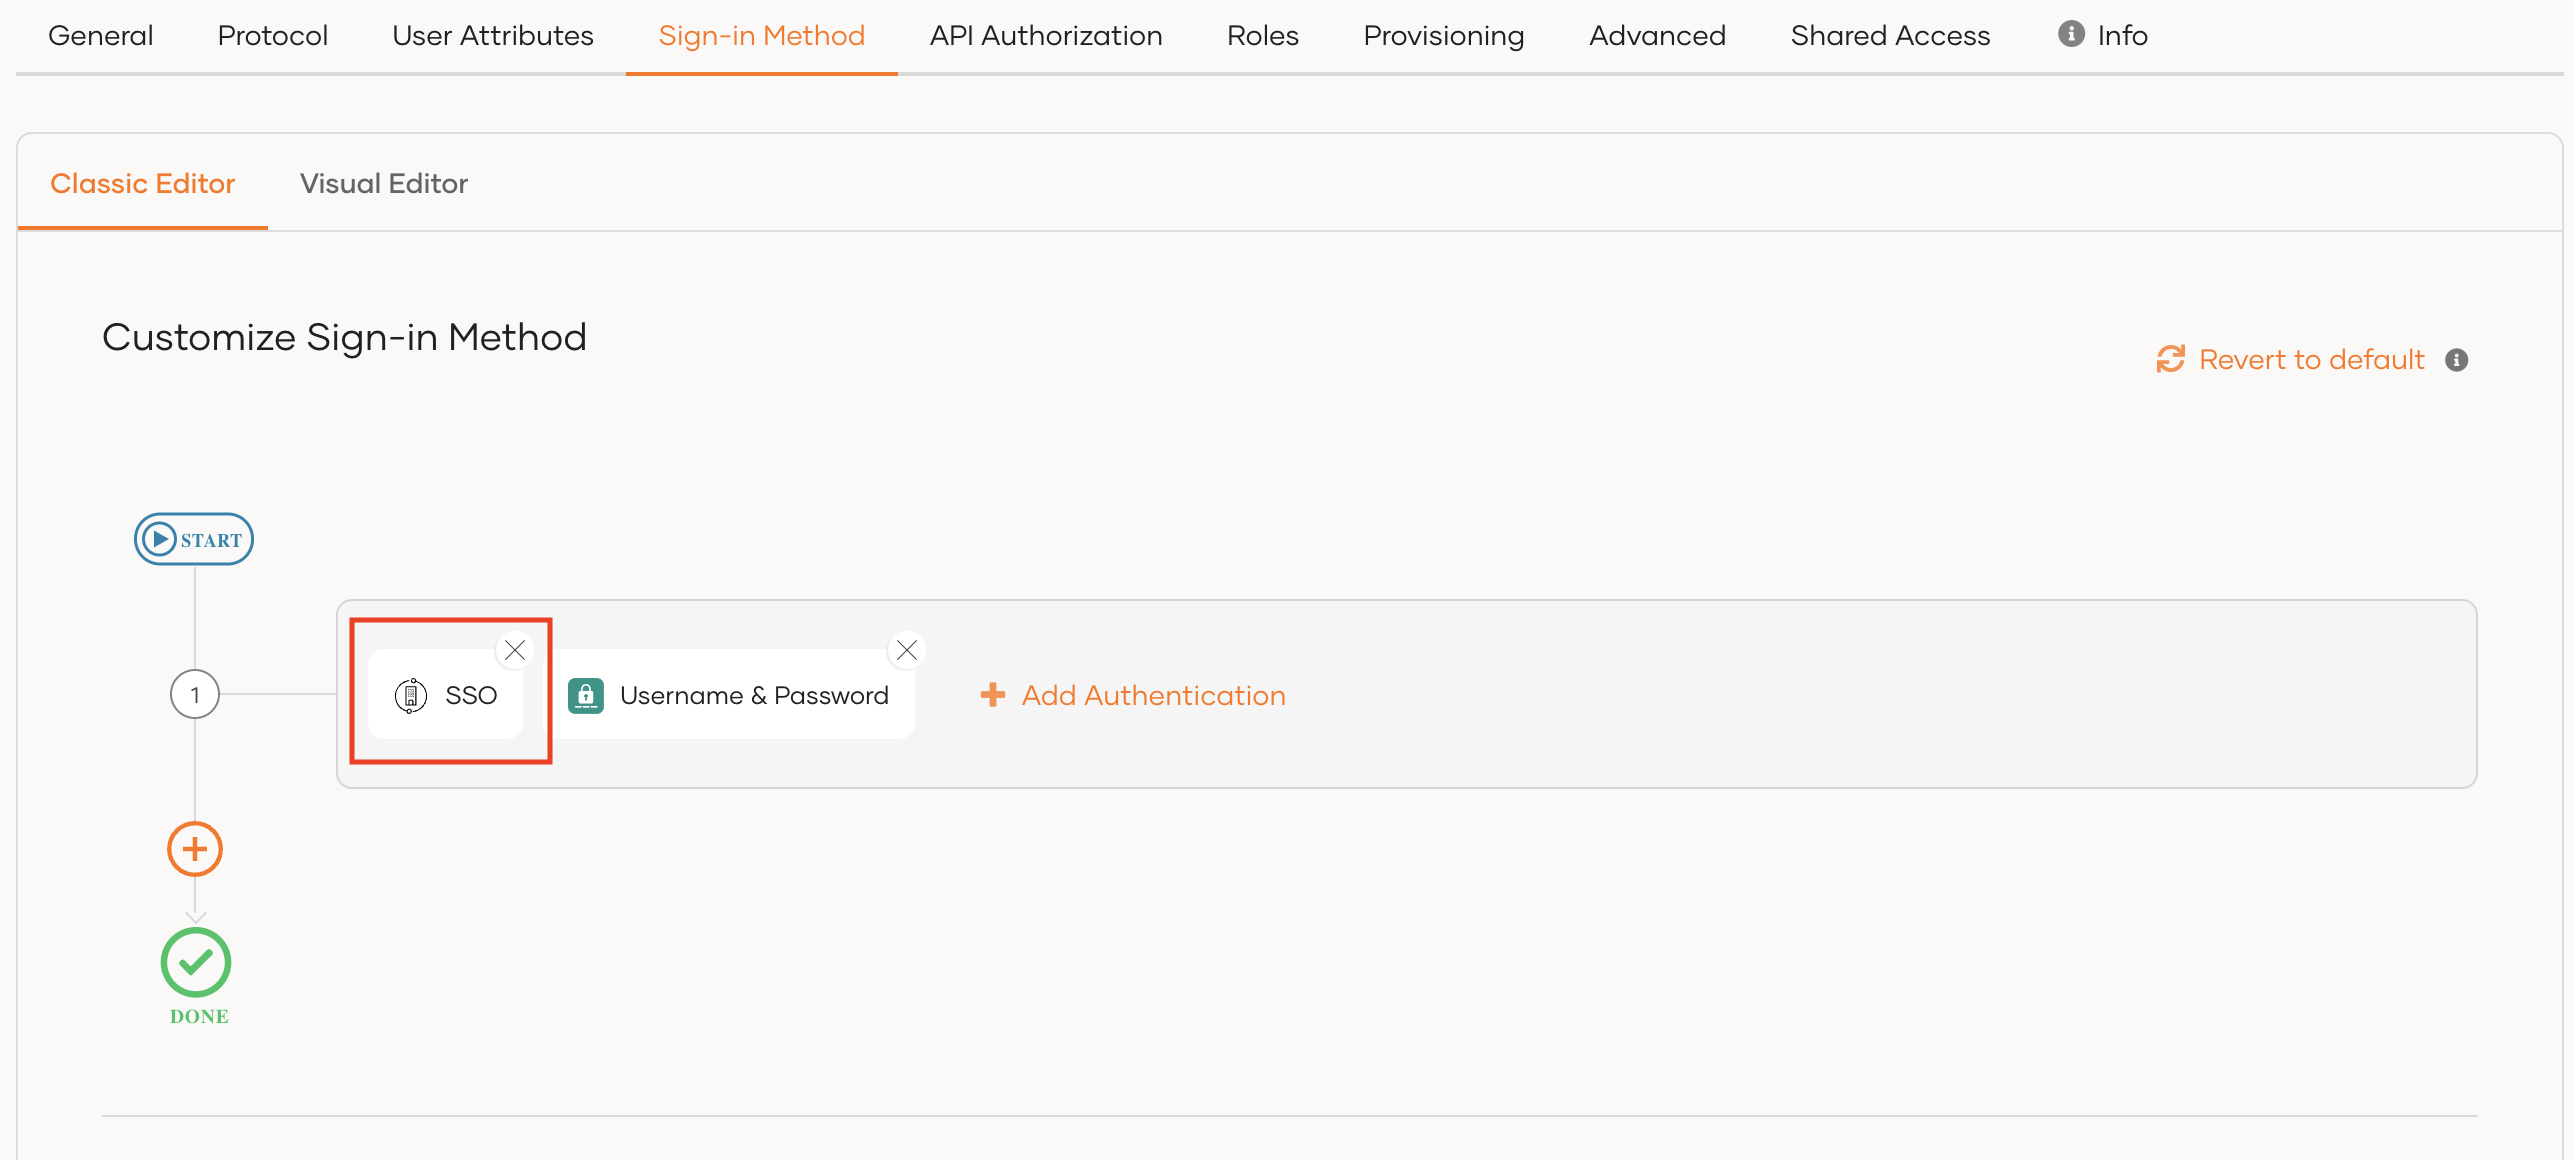 General Protocol User Attributes Sign-in Method API Authorization Roles Provisioning Advanced Shared Access Info
Classic Editor Visual Editor
Customize Sign-in Method
Revert to default
START
1 SSO Username & Password Add Authentication
DONE